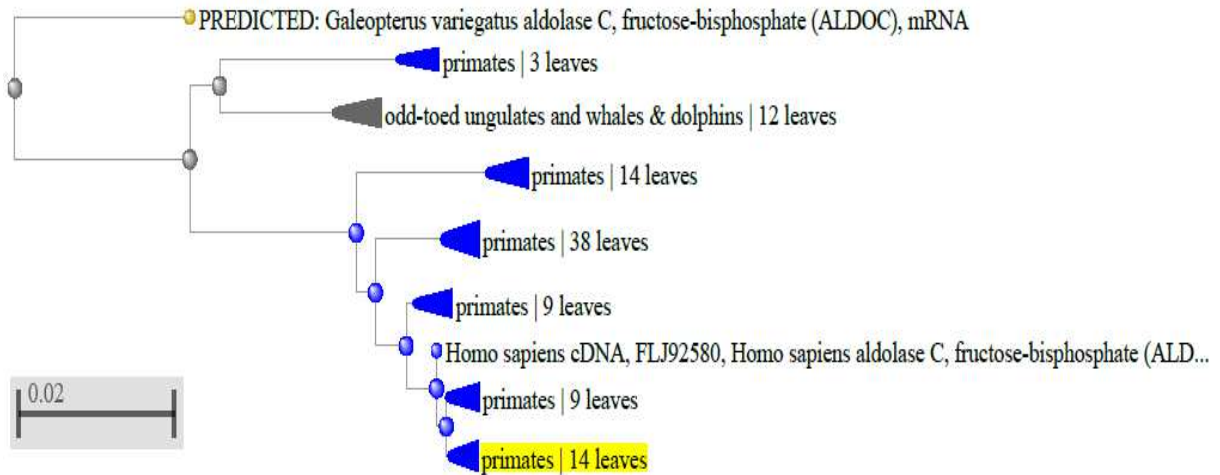 PREDICTED: Galeopterus variegatus aldolase C, fructose-bisphosphate (ALDOC), mRNA
primates | 3 leaves
odd-toed ungulates and whales & dolphins | 12 leaves
primates | 14 leaves
primates | 38 leaves
primates | 9 leaves
Homo sapiens cDNA, FLJ92580, Homo sapiens aldolase C, fructose-bisphosphate (ALD...
primates | 9 leaves
primates | 14 leaves
0.02